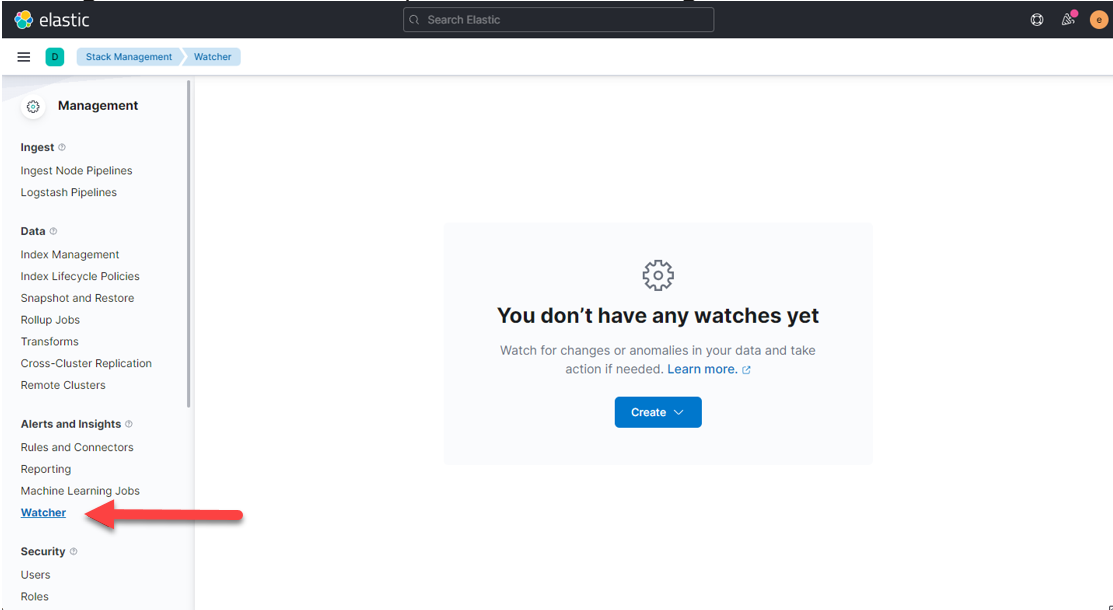 elastic
Search Elastic
e
D
Stack Management
Watcher
Management
Ingest
Ingest Node Pipelines
Logstash Pipelines
Data
Index Management
Index Lifecycle Policies
Snapshot and Restore
Rollup Jobs
Transforms
Cross-Cluster Replication
Remote Clusters
Alerts and Insights
Rules and Connectors
Reporting
Machine Learning Jobs
Watcher
Security
Users
Roles
You don’t have any watches yet
Watch for changes or anomalies in your data and take
action if needed. Learn more.
Create